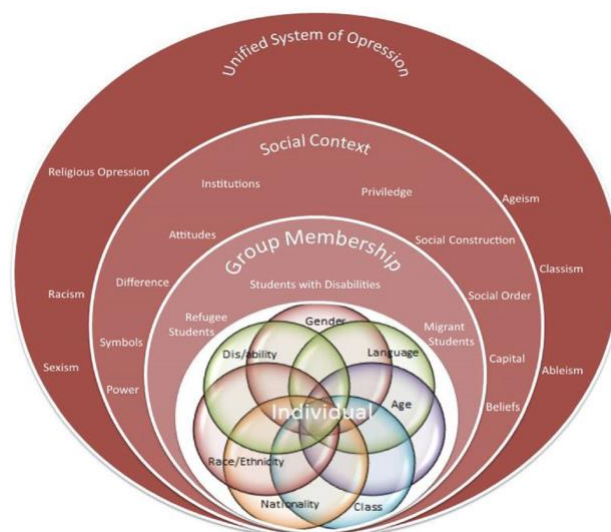 Unified System of Opression
Social Context
Religious Opression
Institutions
Priviledge
Ageism
Attitudes
Group Membership
Social Construction
Classism
Difference
Students with Disabilities
Racism
Social Order
Refugee
Students
Gender
Migrant
Students
Symbols
Dis/ability
Language
Sexism
Capital
Ableism
Power
Age
Individual
Beliefs
Race/Ethnicity
Nationality
Class